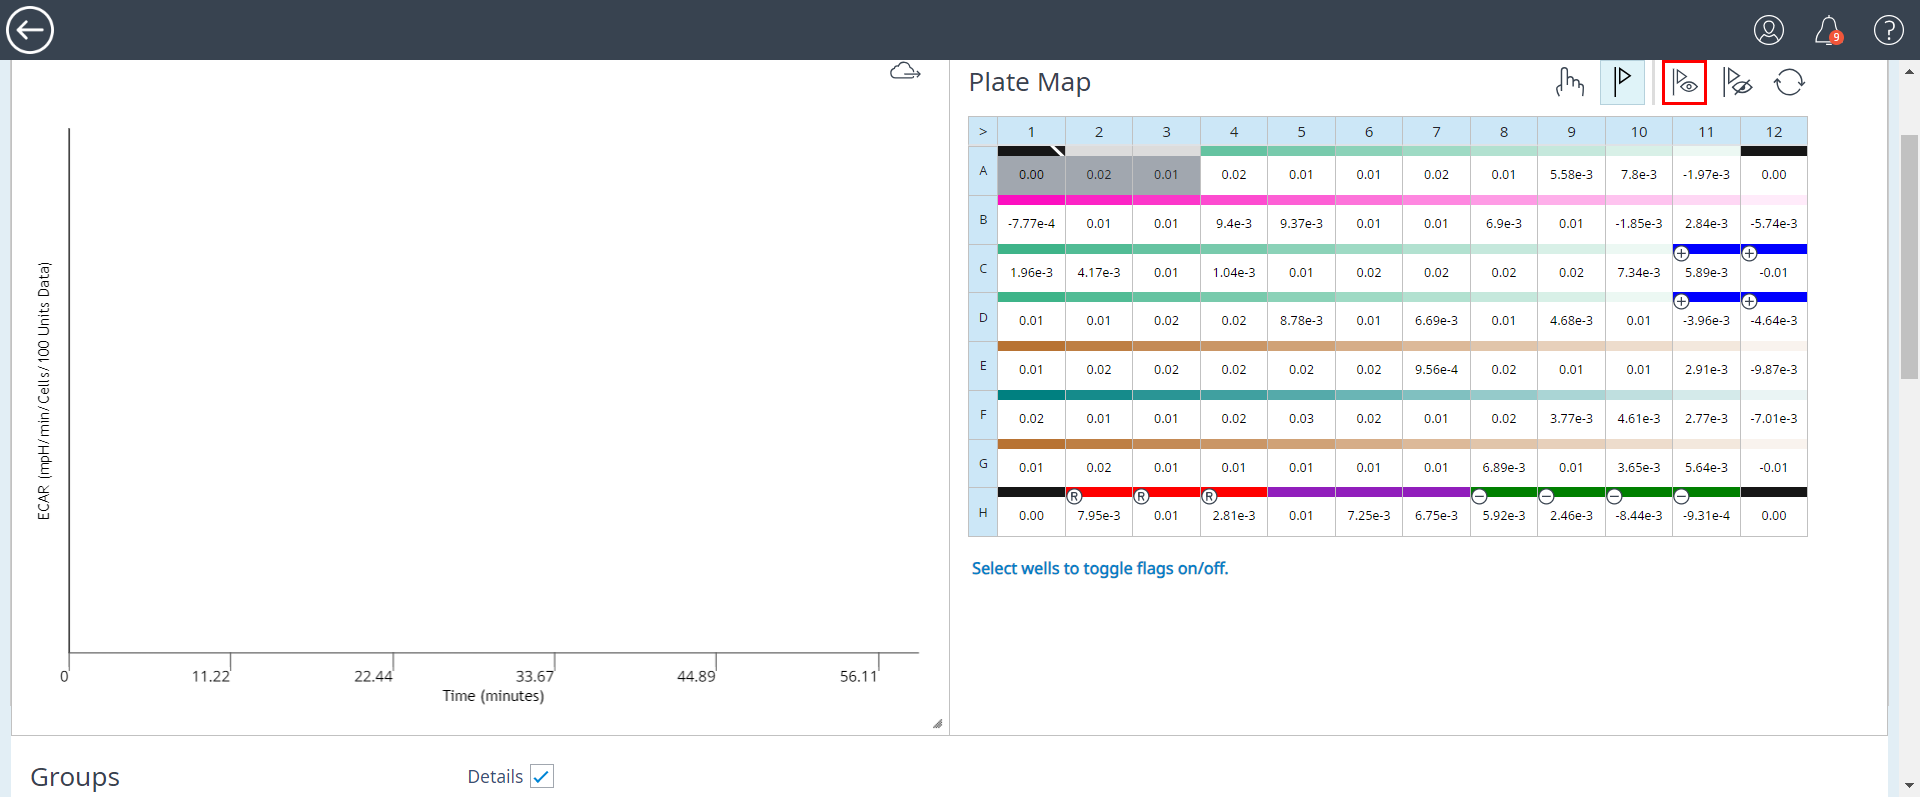 9
?
Plate Map
> 1 2 3 4 5 6 7 8 9 10 11 12
A 0.00 0.02 0.01 0.02 0.01 0.01 0.02 0.01 5.58e-3 7.8e-3 -1.97e-3 0.00
B -7.77e-4 0.01 0.01 9.4e-3 9.37e-3 0.01 0.01 6.9e-3 0.01 -1.85e-3 2.84e-3 -5.74e-3
+ +
C 1.96e-3 4.17e-3 0.01 1.04e-3 0.01 0.02 0.02 0.02 0.02 7.34e-3 5.89e-3 -0.01
+ +
D 0.01 0.01 0.02 0.02 8.78e-3 0.01 6.69e-3 0.01 4.68e-3 0.01 -3.96e-3 -4.64e-3
E 0.01 0.02 0.02 0.02 0.02 0.02 9.56e-4 0.02 0.01 0.01 2.91e-3 -9.87e-3
F 0.02 0.01 0.01 0.02 0.03 0.02 0.01 0.02 3.77e-3 4.61e-3 2.77e-3 -7.01e-3
G 0.01 0.02 0.01 0.01 0.01 0.01 0.01 6.89e-3 0.01 3.65e-3 5.64e-3 -0.01
R R R − − − −
H 0.00 7.95e-3 0.01 2.81e-3 0.01 7.25e-3 6.75e-3 5.92e-3 2.46e-3 -8.44e-3 -9.31e-4 0.00
Select wells to toggle flags on/off.
ECAR (mpH/min/Cells/100 Units Data)
0 11.22 22.44 33.67 44.89 56.11
Time (minutes)
Groups
Details